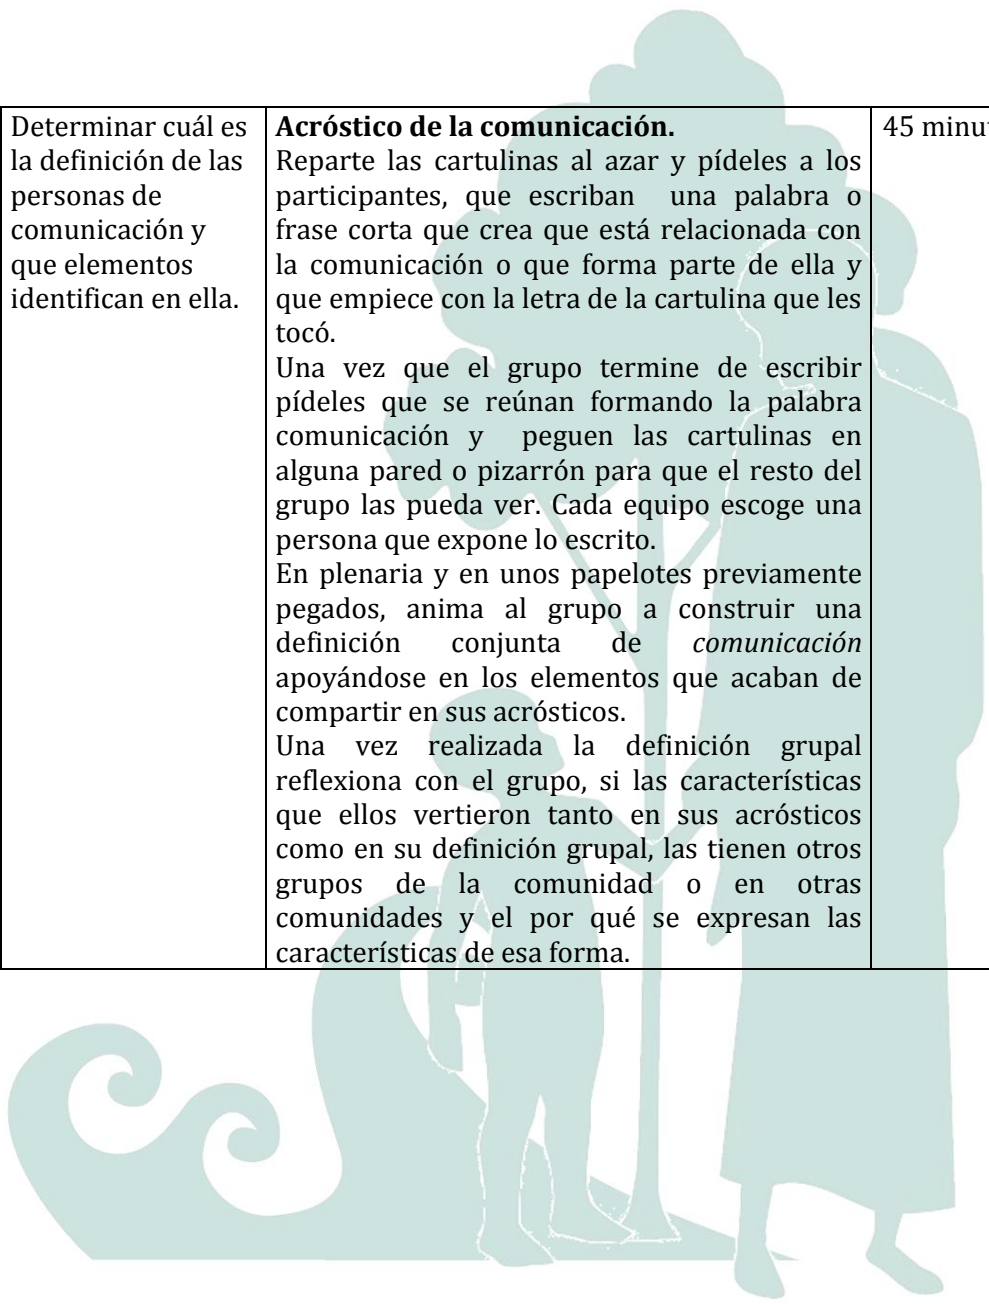 Determinar cuál es
la definición de las
personas de
comunicación y
que elementos
identifican en ella.
Acróstico de la comunicación.
Reparte las cartulinas al azar y pídeles a los
participantes, que escriban una palabra o
frase corta que crea que está relacionada con
la comunicación o que forma parte de ella y
que empiece con la letra de la cartulina que les
tocó.
Una vez que el grupo termine de escribir
pídeles que se reúnan formando la palabra
comunicación y peguen las cartulinas en
alguna pared o pizarrón para que el resto del
grupo las pueda ver. Cada equipo escoge una
persona que expone lo escrito.
En plenaria y en unos papelotes previamente
pegados, anima al grupo a construir una
definición conjunta de comunicación
apoyándose en los elementos que acaban de
compartir en sus acrósticos.
Una vez realizada la definición grupal
reflexiona con el grupo, si las características
que ellos vertieron tanto en sus acrósticos
como en su definición grupal, las tienen otros
grupos de la comunidad o en otras
comunidades y el por qué se expresan las
características de esa forma.
45